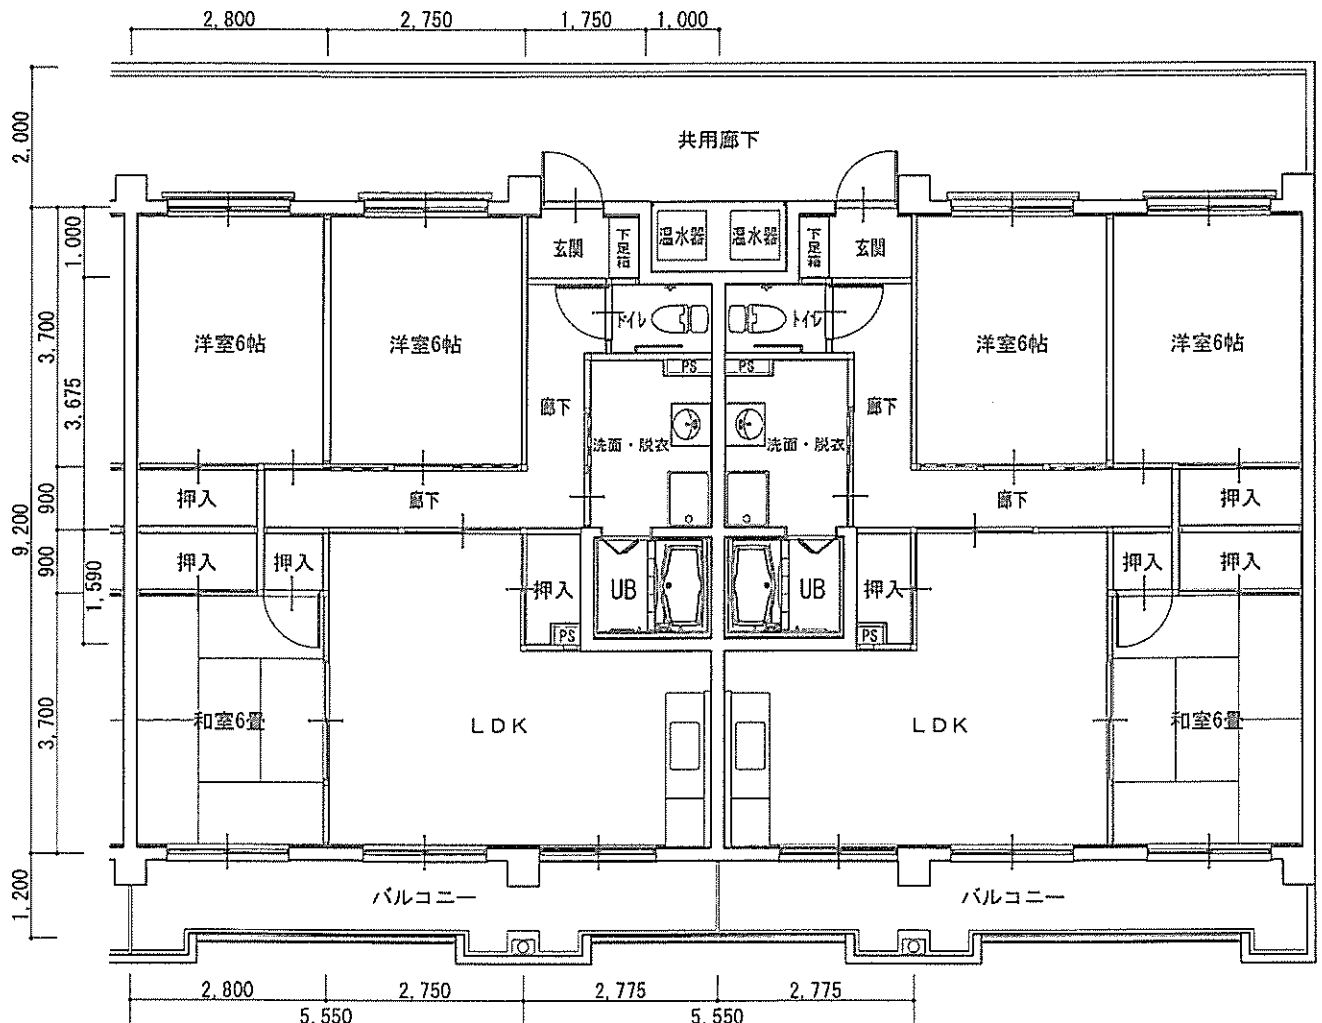 2,800 2,750 1,750 1,000
2,000
共用廊下
1,000
玄関 下足箱 温水器 温水器 下足箱 玄関
トイレ トイレ
3,700
洋室6帖 洋室6帖 洋室6帖 洋室6帖
PS PS
3,675
廊下 廊下
洗面・脱衣 洗面・脱衣
900
押入 廊下 廊下 押入
9,200
900
押入 押入 押入 UB UB 押入 押入 押入
1,590
PS PS
3,700
和室6畳 LDK LDK 和室6畳
1,200
バルコニー バルコニー
2,800 2,750 2,775 2,775
5,550 5,550